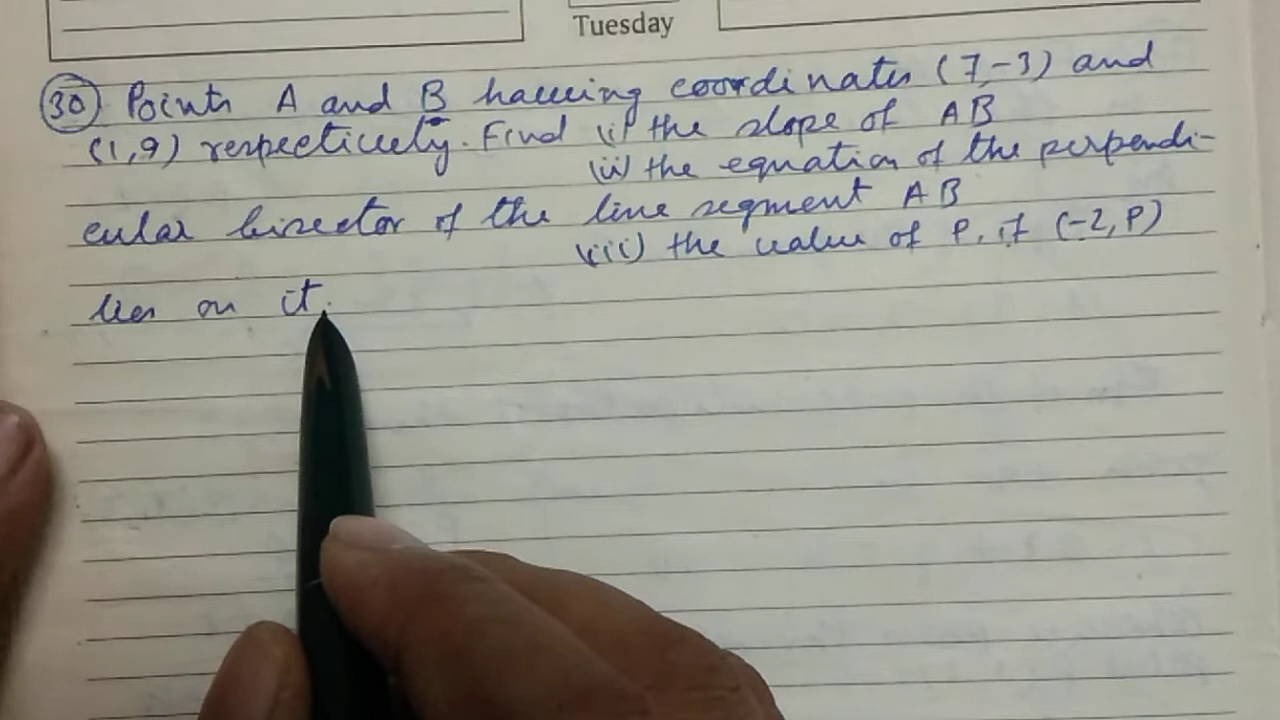 Tuesday
(30) Points A and B having coordinates (7,-3) and
(1,9) respectively. Find (i) the slope of AB
(ii) the equation of the perpendi-
cular bisector of the line segment AB
(iii) the value of P, if (-2,P)
lies on it.